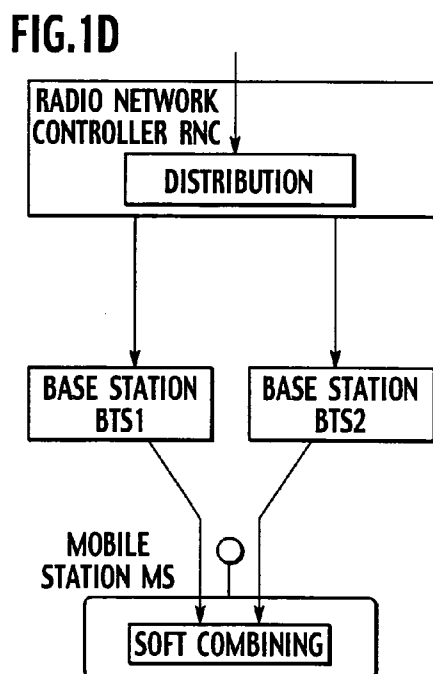 FIG.1D
RADIO NETWORK
CONTROLLER RNC
DISTRIBUTION
BASE STATION
BTS1
BASE STATION
BTS2
MOBILE
STATION MS
SOFT COMBINING